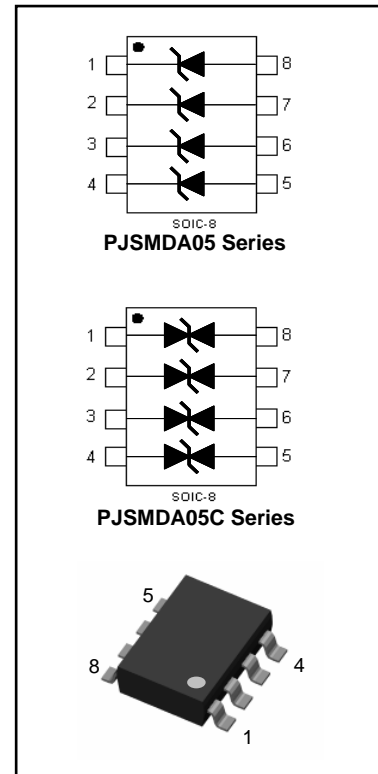 1 8
2 7
3 6
4 5
SOIC-8
PJSMDA05 Series
1 8
2 7
3 6
4 5
SOIC-8
PJSMDA05C Series
5
8 4
1